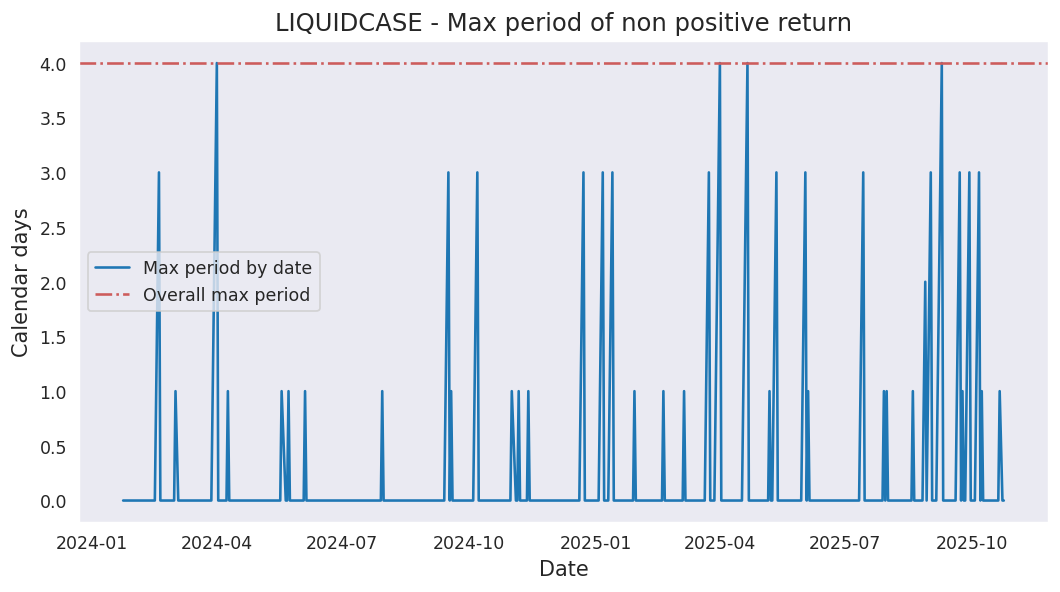 LIQUIDCASE - Max period of non positive return
Calendar days
4.0
3.5
3.0
2.5
2.0
1.5
1.0
0.5
0.0
Max period by date
Overall max period
2024-01 2024-04 2024-07 2024-10 2025-01 2025-04 2025-07 2025-10
Date